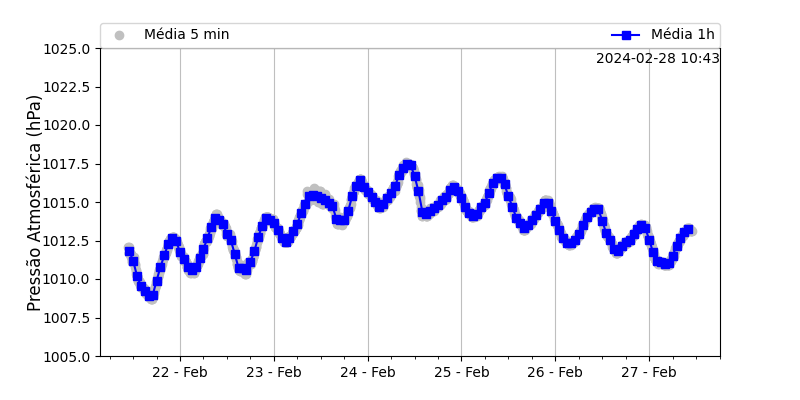 Média 5 min
Média 1h
2024-02-28 10:43
Pressão Atmosférica (hPa)
1025.0
1022.5
1020.0
1017.5
1015.0
1012.5
1010.0
1007.5
1005.0
22 - Feb
23 - Feb
24 - Feb
25 - Feb
26 - Feb
27 - Feb